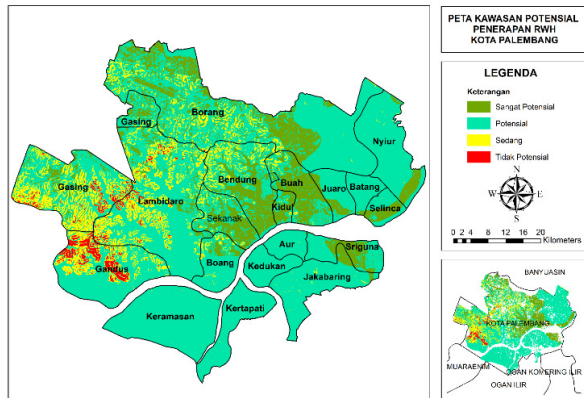 PETA KAWASAN POTENSIAL
PENERAPAN RWH
KOTA PALEMBANG
LEGENDA
Keterangan
Sangat Potensial
Potensial
Sedang
Tidak Potensial
N
W E
S
0 2 4 8 12 16 20
Kilometers
Borang
Gasing
Nyiur
Bendung
Buah
Gasing
Lambidaro
Juaro
Batang
Kidul
Selinca
Sekanak
Aur
Sriguna
Gandus
Boang
Kedukan
Jakabaring
Keramasan
Kertapati
BANYUASIN
KOTA PALEMBANG
MUARAENIM
OGAN KOMERING ILIR
OGAN ILIR